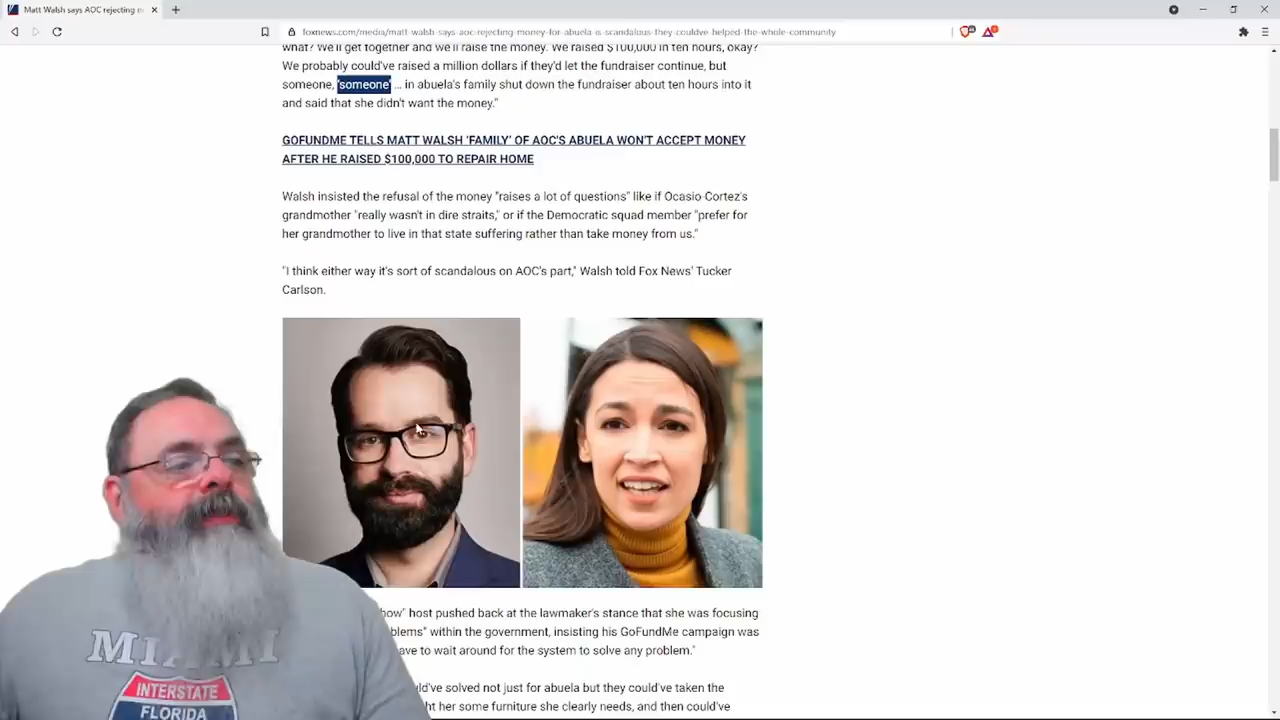 Matt Walsh says AOC rejecting m
foxnews.com/media/matt-walsh-says-aoc-rejecting-money-for-abuela-is-scandalous-they-couldve-helped-the-whole-community
what? We'll get together and we'll raise the money. We raised $100,000 in ten hours, okay?
We probably could've raised a million dollars if they'd let the fundraiser continue, but
someone, 'someone' … in abuela's family shut down the fundraiser about ten hours into it
and said that she didn't want the money."
GOFUNDME TELLS MATT WALSH 'FAMILY' OF AOC'S ABUELA WON'T ACCEPT MONEY
AFTER HE RAISED $100,000 TO REPAIR HOME
Walsh insisted the refusal of the money "raises a lot of questions" like if Ocasio-Cortez's
grandmother "really wasn't in dire straits," or if the Democratic squad member "prefer for
her grandmother to live in that state suffering rather than take money from us."
"I think either way it's sort of scandalous on AOC's part," Walsh told Fox News' Tucker
Carlson.
how" host pushed back at the lawmaker's stance that she was focusing
blems" within the government, insisting his GoFundMe campaign was
ave to wait around for the system to solve any problem."
ld've solved not just for abuela but they could've taken the
ht her some furniture she clearly needs, and then could've
MIAMI
INTERSTATE
FLORIDA